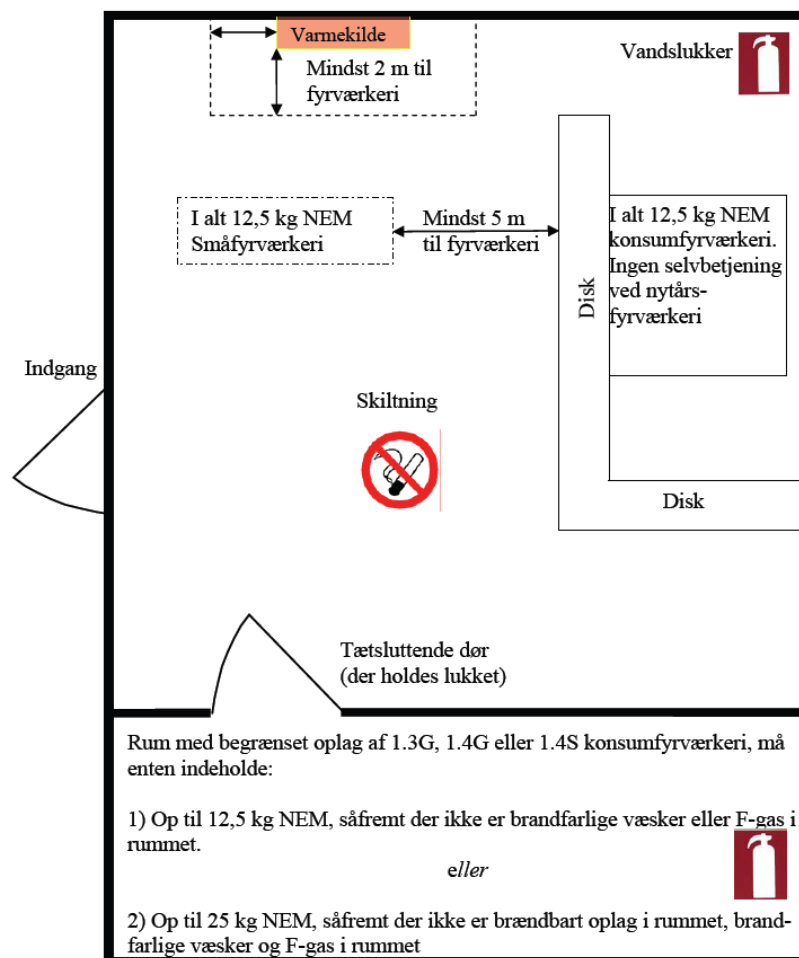 Varmekilde
Mindst 2 m til
fyrværkeri
Vandslukker
I alt 12,5 kg NEM
Småfyrværkeri
Mindst 5 m
til fyrværkeri
Disk
I alt 12,5 kg NEM
konsumfyrværkeri.
Ingen selvbetjening
ved nytårs-
fyrværkeri
Indgang
Skiltning
Disk
Tætsluttende dør
(der holdes lukket)
Rum med begrænset oplag af 1.3G, 1.4G eller 1.4S konsumfyrværkeri, må
enten indeholde:
1) Op til 12,5 kg NEM, såfremt der ikke er brandfarlige væsker eller F-gas i
rummet.
eller
2) Op til 25 kg NEM, såfremt der ikke er brændbart oplag i rummet, brand-
farlige væsker og F-gas i rummet